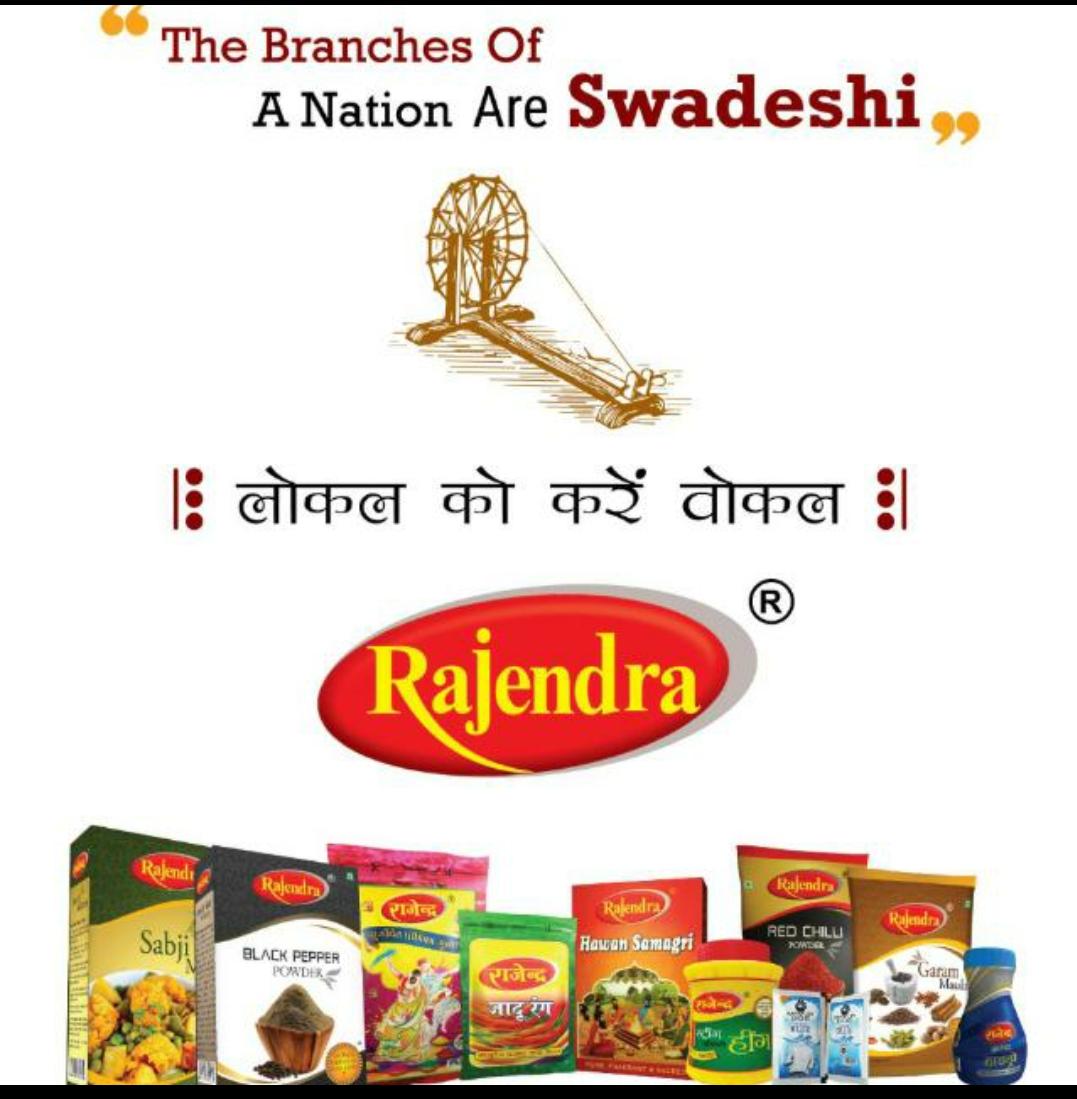 “ The Branches Of
A Nation Are Swadeshi ”
लोकल को करें वोकल
Rajendra ®
Rajendra
Sabji
Rajendra
BLACK PEPPER
POWDER
राजेन्द्र
राजेन्द्र
जादू रंग
Rajendra
Hawan Samagri
राजेन्द्र
हींग
Rajendra
RED CHILLI
POWDER
Rajendra
Garam
राजेन्द्र